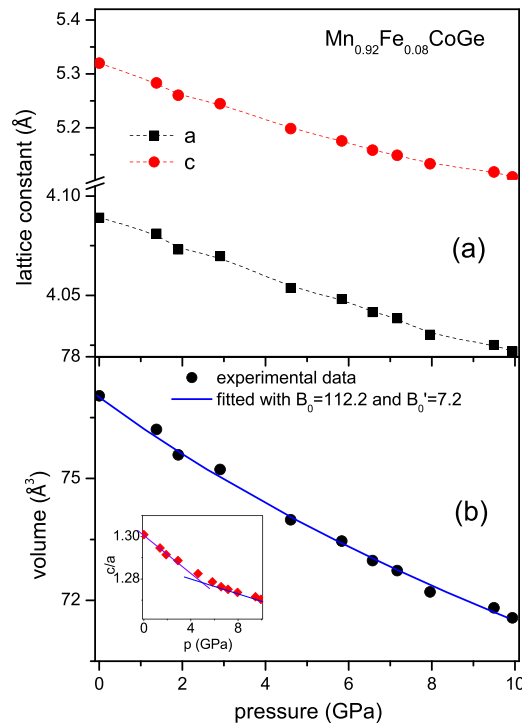 Mn0.92Fe0.08CoGe
5.4
5.3
5.2
4.10
4.05
lattice constant (Å)
a
c
(a)
78
75
72
volume (Å³)
experimental data
fitted with B₀=112.2 and B₀'=7.2
(b)
1.30
1.28
c/a
0 4 8
p (GPa)
0 2 4 6 8 10
pressure (GPa)